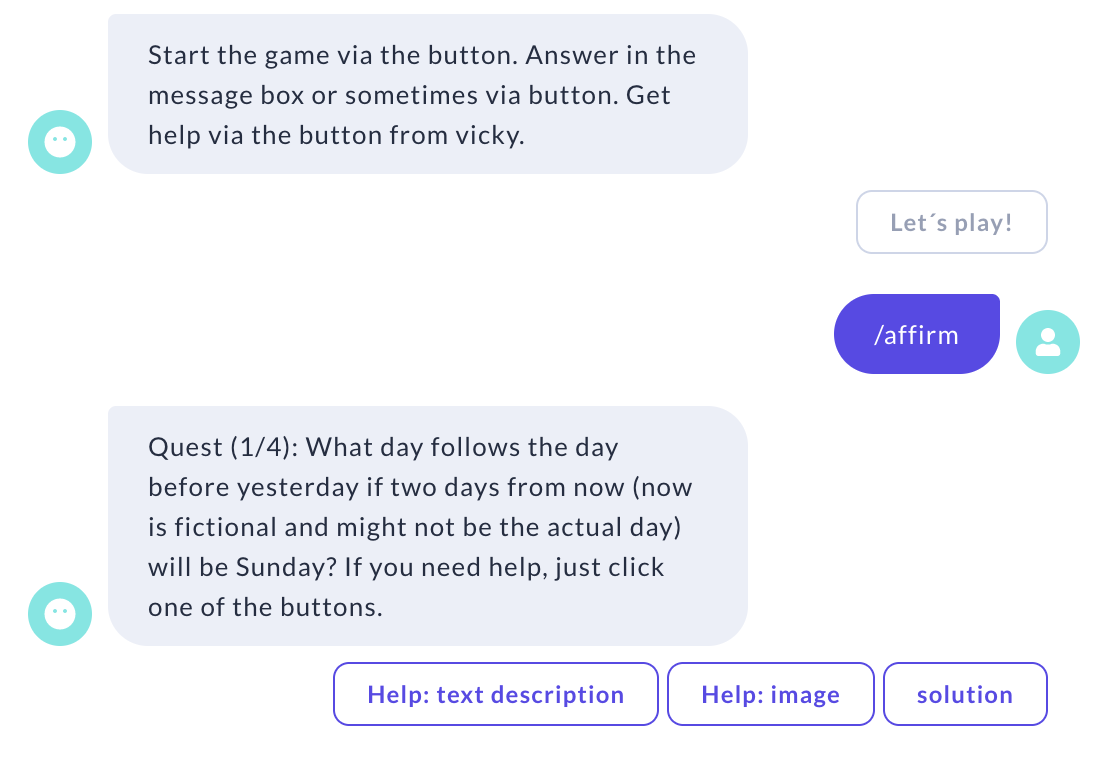 Start the game via the button. Answer in the
message box or sometimes via button. Get
help via the button from vicky.
Let´s play!
/affirm
Quest (1/4): What day follows the day
before yesterday if two days from now (now
is fictional and might not be the actual day)
will be Sunday? If you need help, just click
one of the buttons.
Help: text description
Help: image
solution